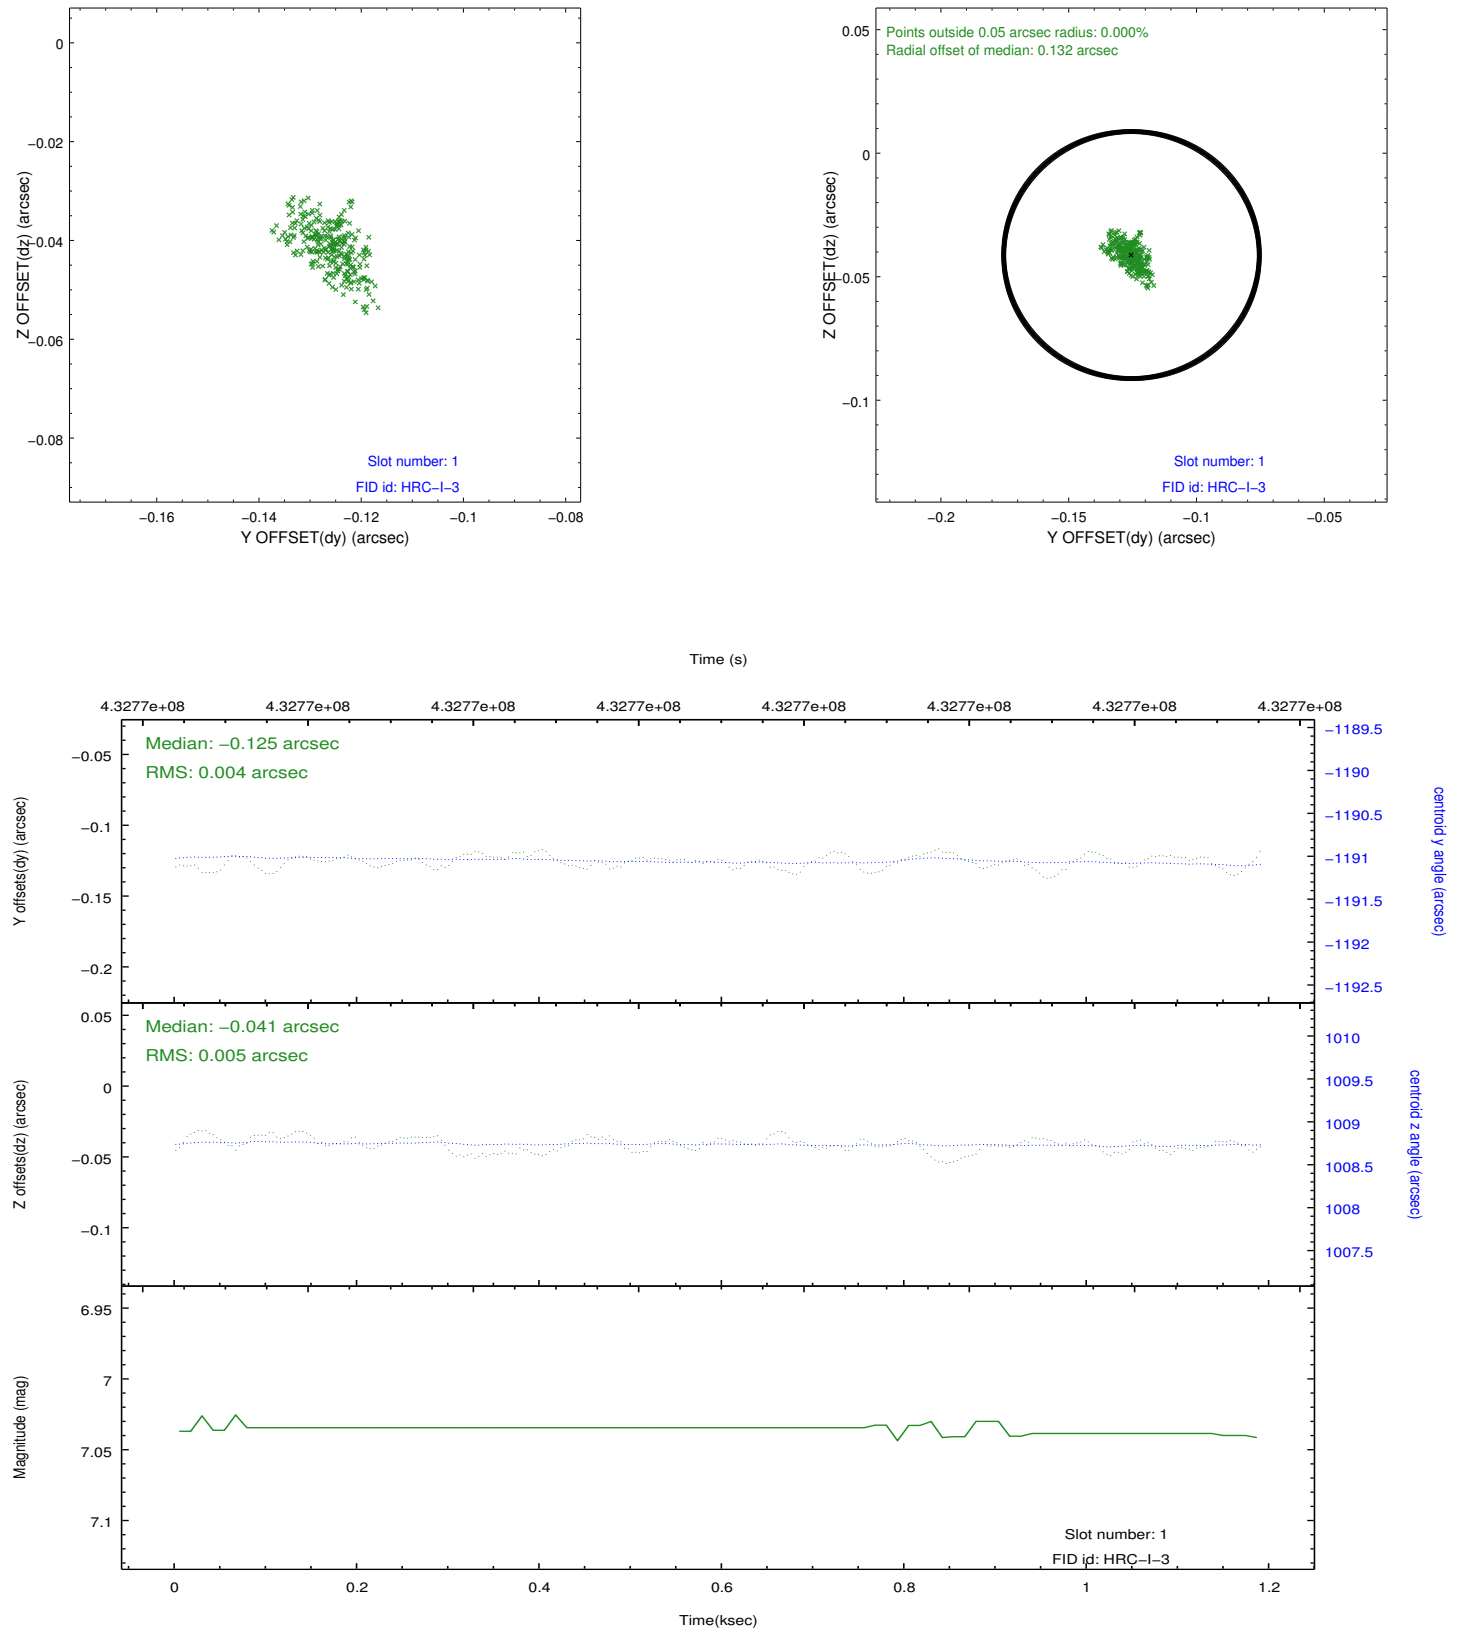 0
−0.02
−0.04
−0.06
−0.08
Z OFFSET(dz) (arcsec)
Slot number: 1
FID id: HRC−I−3
−0.16
−0.14
−0.12
−0.1
−0.08
Y OFFSET(dy) (arcsec)
Points outside 0.05 arcsec radius: 0.000%
Radial offset of median: 0.132 arcsec
0.05
0
−0.05
−0.1
Z OFFSET(dz) (arcsec)
Slot number: 1
FID id: HRC−I−3
−0.2
−0.15
−0.1
−0.05
Y OFFSET(dy) (arcsec)
Time (s)
4.3277e+08
4.3277e+08
4.3277e+08
4.3277e+08
4.3277e+08
4.3277e+08
4.3277e+08
4.3277e+08
Median: −0.125 arcsec
RMS: 0.004 arcsec
−0.05
−0.1
−0.15
−0.2
Y offsets(dy) (arcsec)
−1189.5
−1190
−1190.5
−1191
−1191.5
−1192
−1192.5
centroid y angle (arcsec)
Median: −0.041 arcsec
RMS: 0.005 arcsec
0.05
0
−0.05
−0.1
Z offsets(dz) (arcsec)
1010
1009.5
1009
1008.5
1008
1007.5
centroid z angle (arcsec)
6.95
7
7.05
7.1
Magnitude (mag)
Slot number: 1
FID id: HRC−I−3
0
0.2
0.4
0.6
0.8
1
1.2
Time(ksec)